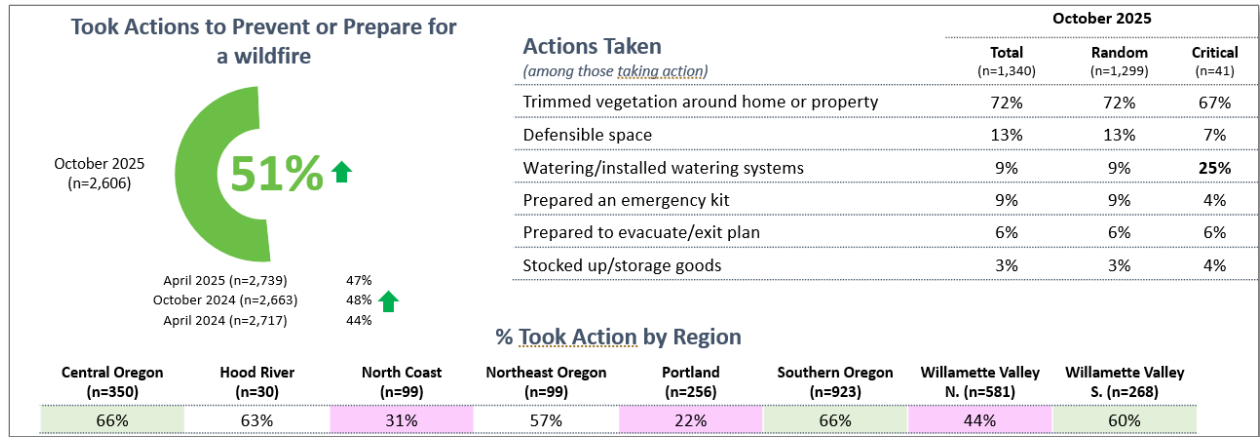 Took Actions to Prevent or Prepare for
a wildfire
October 2025
(n=2,606)
51%
April 2025 (n=2,739) 47%
October 2024 (n=2,663) 48%
April 2024 (n=2,717) 44%
October 2025
Actions Taken
(among those taking action)
Total Random Critical
(n=1,340) (n=1,299) (n=41)
Trimmed vegetation around home or property 72% 72% 67%
Defensible space 13% 13% 7%
Watering/installed watering systems 9% 9% 25%
Prepared an emergency kit 9% 9% 4%
Prepared to evacuate/exit plan 6% 6% 6%
Stocked up/storage goods 3% 3% 4%
% Took Action by Region
Central Oregon Hood River North Coast Northeast Oregon Portland Southern Oregon Willamette Valley Willamette Valley
(n=350) (n=30) (n=99) (n=99) (n=256) (n=923) N. (n=581) S. (n=268)
66% 63% 31% 57% 22% 66% 44% 60%